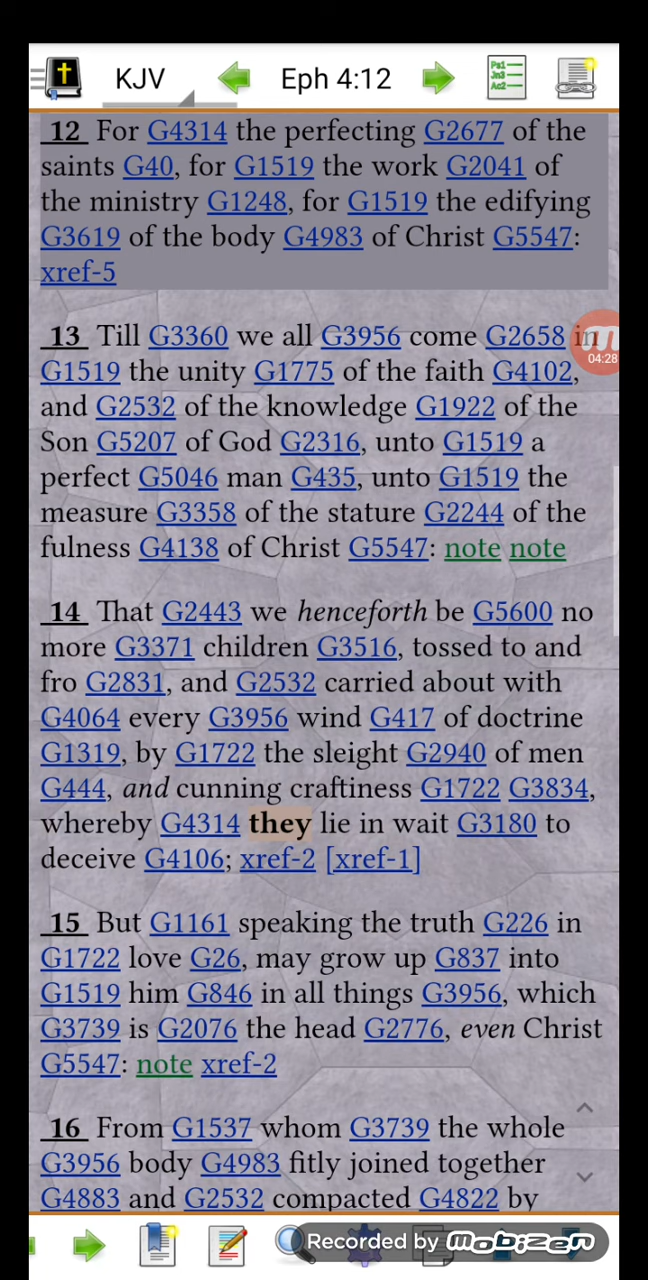 KJV Eph 4:12
Ps1
Jn3
Ac2
12 For G4314 the perfecting G2677 of the
saints G40, for G1519 the work G2041 of
the ministry G1248, for G1519 the edifying
G3619 of the body G4983 of Christ G5547:
xref-5
13 Till G3360 we all G3956 come G2658 in
04:28
G1519 the unity G1775 of the faith G4102,
and G2532 of the knowledge G1922 of the
Son G5207 of God G2316, unto G1519 a
perfect G5046 man G435, unto G1519 the
measure G3358 of the stature G2244 of the
fulness G4138 of Christ G5547: note note
14 That G2443 we henceforth be G5600 no
more G3371 children G3516, tossed to and
fro G2831, and G2532 carried about with
G4064 every G3956 wind G417 of doctrine
G1319, by G1722 the sleight G2940 of men
G444, and cunning craftiness G1722 G3834,
whereby G4314 they lie in wait G3180 to
deceive G4106; xref-2 [xref-1]
15 But G1161 speaking the truth G226 in
G1722 love G26, may grow up G837 into
G1519 him G846 in all things G3956, which
G3739 is G2076 the head G2776, even Christ
G5547: note xref-2
16 From G1537 whom G3739 the whole
G3956 body G4983 fitly joined together
G4883 and G2532 compacted G4822 by
Recorded by Mobizen